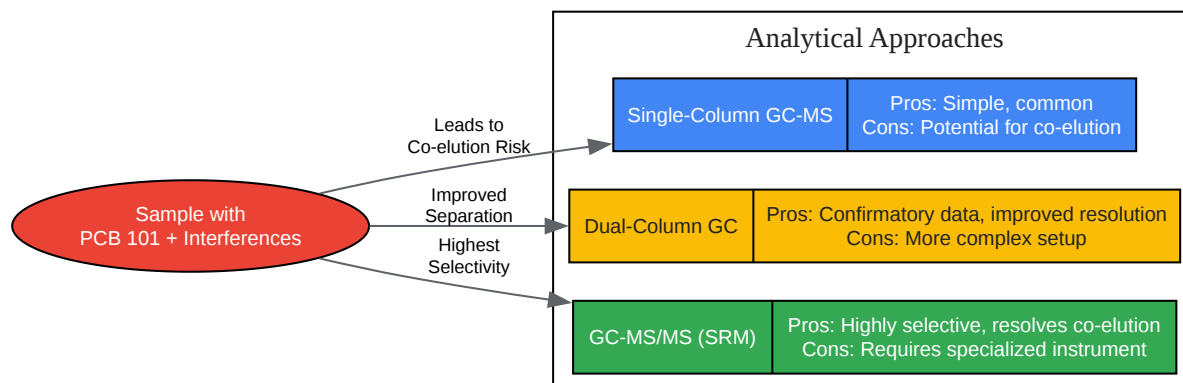 Analytical Approaches
Single-Column GC-MS
Pros: Simple, common
Cons: Potential for co-elution
Leads to
Co-elution Risk
Sample with
PCB 101 + Interferences
Improved
Separation
Dual-Column GC
Pros: Confirmatory data, improved resolution
Cons: More complex setup
Highest
Selectivity
GC-MS/MS (SRM)
Pros: Highly selective, resolves co-elution
Cons: Requires specialized instrument